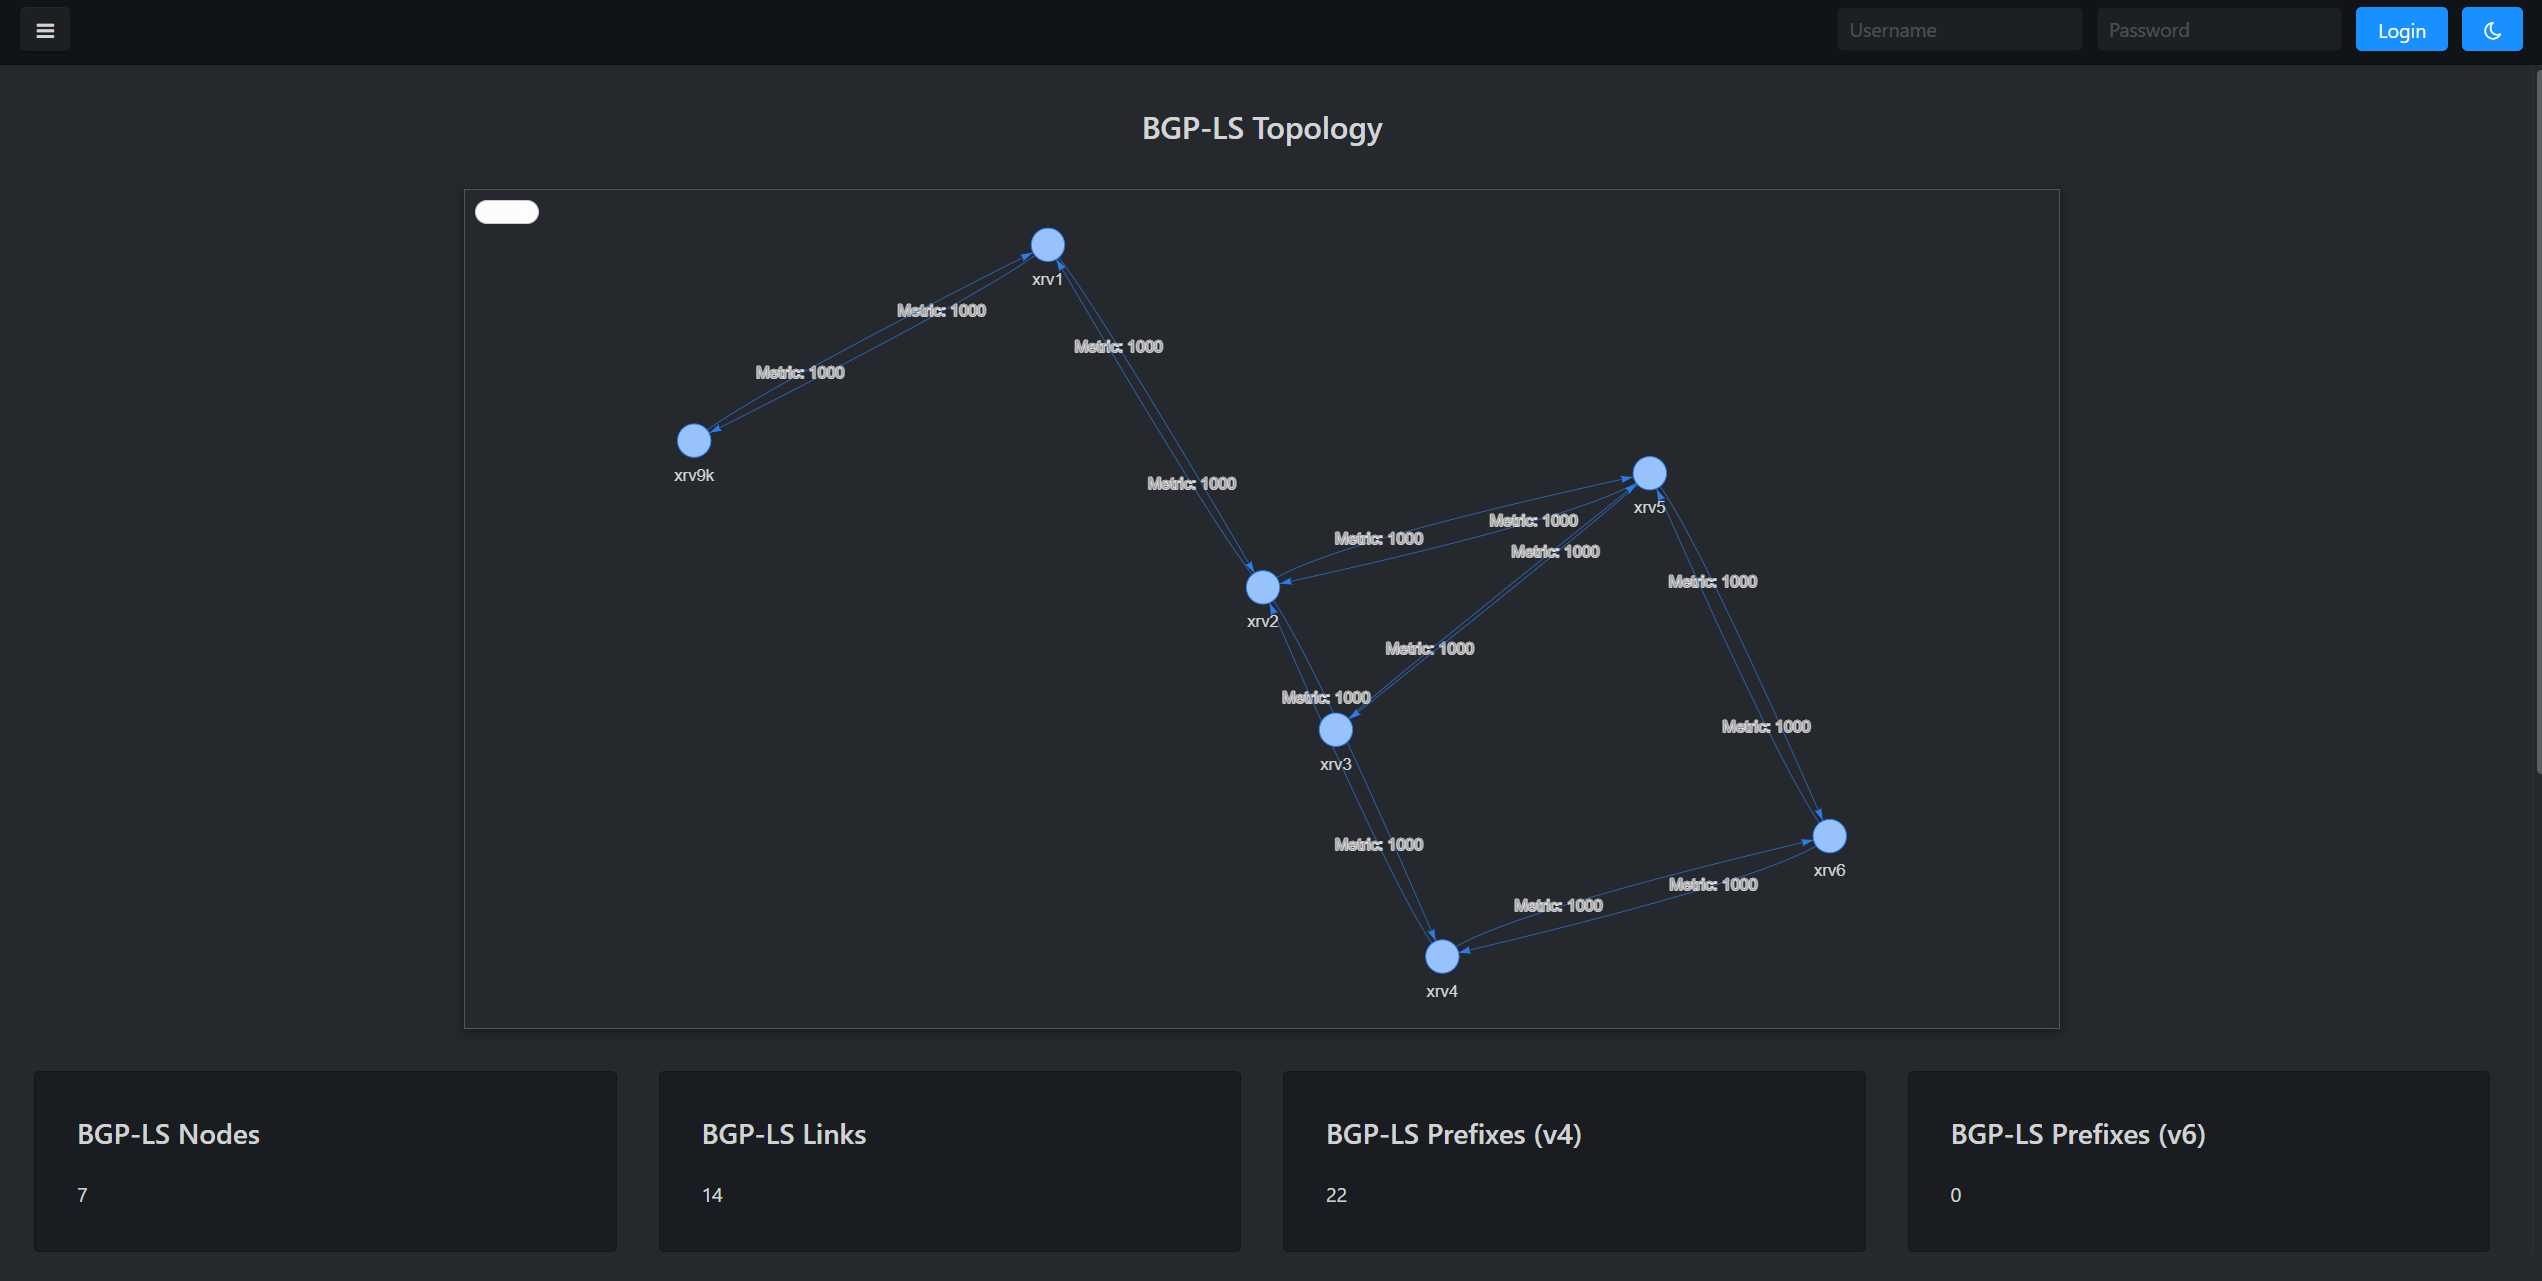 Username Password Login
BGP-LS Topology
xrv1
Metric: 1000
Metric: 1000
Metric: 1000
xrv9k
Metric: 1000
xrv5
Metric: 1000
Metric: 1000
Metric: 1000
Metric: 1000
xrv2
Metric: 1000
Metric: 1000
Metric: 1000
xrv3
Metric: 1000
xrv6
Metric: 1000
Metric: 1000
xrv4
BGP-LS Nodes
7
BGP-LS Links
14
BGP-LS Prefixes (v4)
22
BGP-LS Prefixes (v6)
0